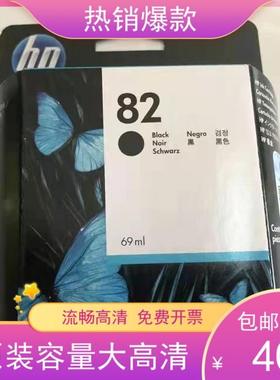 热销爆款
hp
82
Black Negro 검정
Noir 黒 黑色
Schwarz
69 ml
流畅高清 免费开票
包邮
装容量大高清
¥ 40